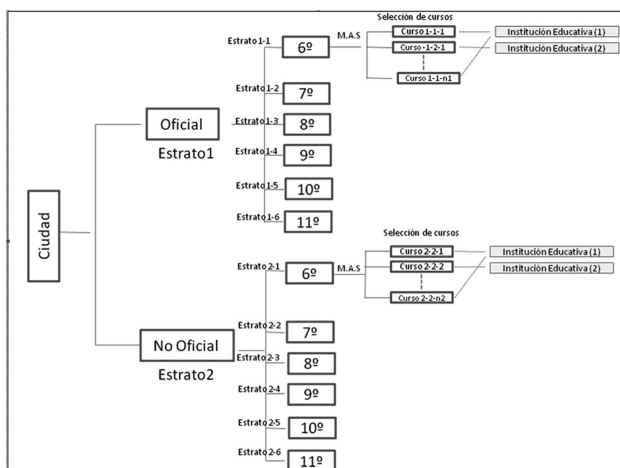 Selección de cursos
Estrato 1-1
6º
M.A.S
Curso 1-1-1
Institución Educativa (1)
Curso -1-2-1
Institución Educativa (2)
Curso 1-1-n1
Estrato 1-2
7º
Oficial
Estrato1
Estrato 1-3
8º
Estrato 1-4
9º
Estrato 1-5
10º
Estrato 1-6
11º
Ciudad
Selección de cursos
Estrato 2-1
6º
M.A.S
Curso 2-2-1
Institución Educativa (1)
Curso 2-2-2
Institución Educativa (2)
Curso 2-2-n2
Estrato 2-2
7º
No Oficial
Estrato2
Estrato 2-3
8º
Estrato 2-4
9º
Estrato 2-5
10º
Estrato 2-6
11º